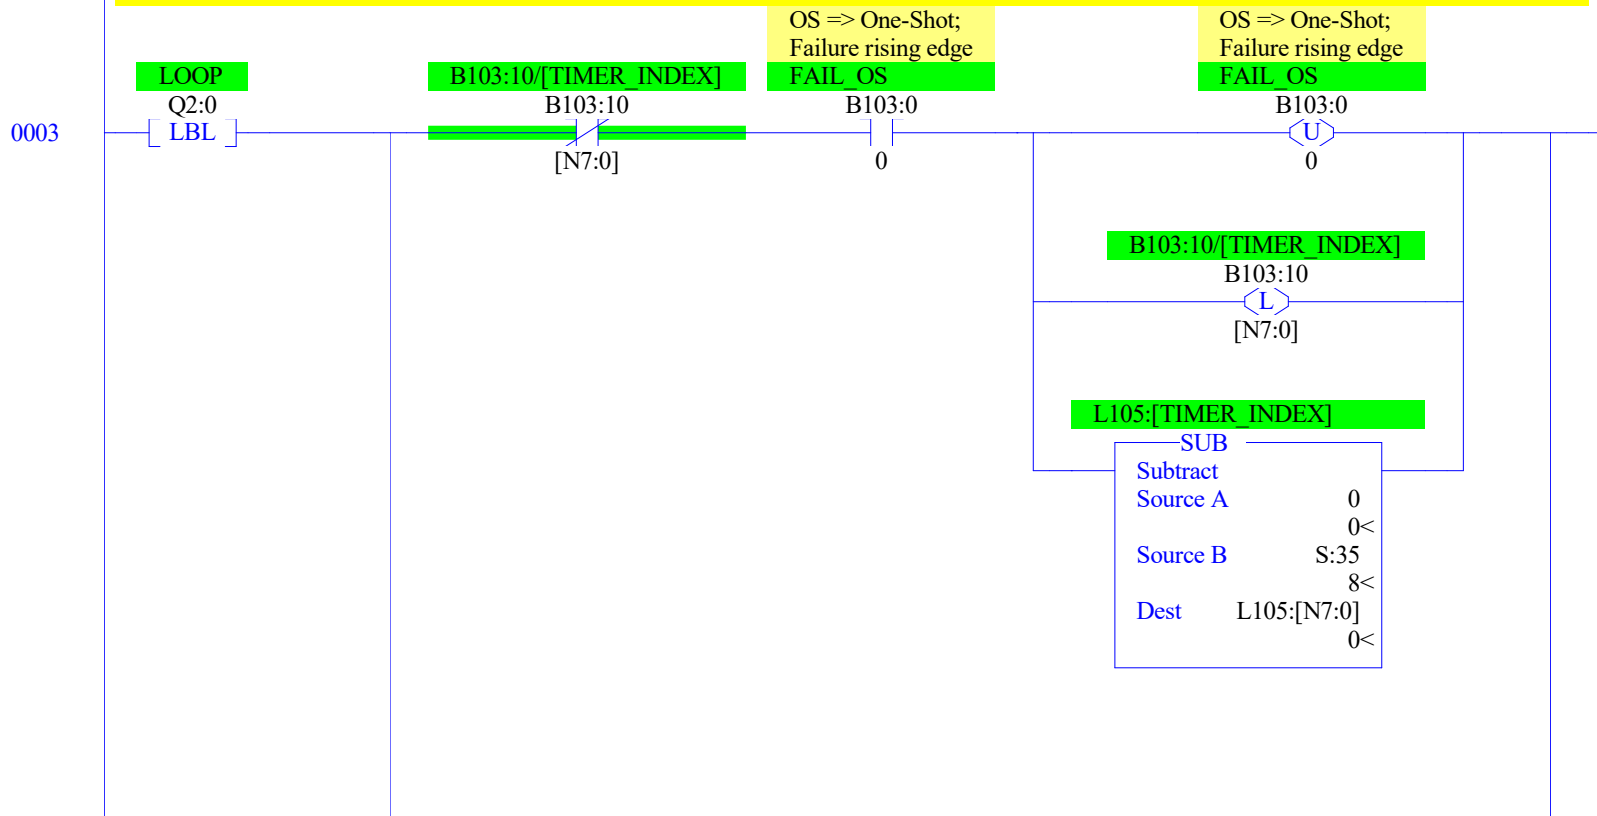 OS => One-Shot;
Failure rising edge
OS => One-Shot;
Failure rising edge
LOOP
B103:10/[TIMER_INDEX]
FAIL_OS
FAIL_OS
Q2:0
B103:10
B103:0
B103:0
0003
LBL
U
[N7:0]
0
0
B103:10/[TIMER_INDEX]
B103:10
L
[N7:0]
L105:[TIMER_INDEX]
SUB
Subtract
Source A 0
0<
Source B S:35
8<
Dest L105:[N7:0]
0<